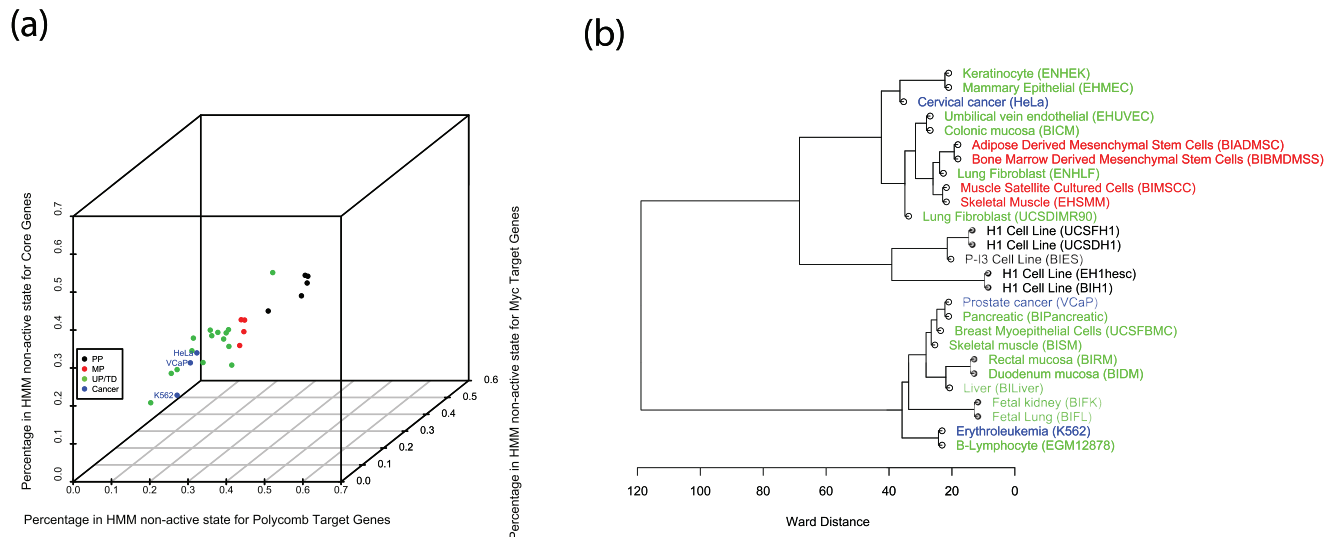 (a)
Percentage in HMM non-active state for Core Genes
0.7
0.6
0.5
0.4
0.3
0.2
0.1
0.0
PP
MP
UP/TD
Cancer
HeLa
VCaP
K562
0.0 0.1 0.2 0.3 0.4 0.5 0.6 0.7
Percentage in HMM non-active state for Polycomb Target Genes
0.6
0.5
0.4
0.3
0.2
0.1
0.0
Percentage in HMM non-active state for Myc Target Genes
(b)
Keratinocyte (ENHEK)
Mammary Epithelial (EHMEC)
Cervical cancer (HeLa)
Umbilical vein endothelial (EHUVEC)
Colonic mucosa (BICM)
Adipose Derived Mesenchymal Stem Cells (BIADMSC)
Bone Marrow Derived Mesenchymal Stem Cells (BIBMDMSS)
Lung Fibroblast (ENHLF)
Muscle Satellite Cultured Cells (BIMSCC)
Skeletal Muscle (EHSMM)
Lung Fibroblast (UCSDIMR90)
H1 Cell Line (UCSFH1)
H1 Cell Line (UCSDH1)
P-I3 Cell Line (BIES)
H1 Cell Line (EH1hesc)
H1 Cell Line (BIH1)
Prostate cancer (VCaP)
Pancreatic (BIPancreatic)
Breast Myoepithelial Cells (UCSFBMC)
Skeletal muscle (BISM)
Rectal mucosa (BIRM)
Duodenum mucosa (BIDM)
Liver (BILiver)
Fetal kidney (BIFK)
Fetal Lung (BIFL)
Erythroleukemia (K562)
B-Lymphocyte (EGM12878)
120 100 80 60 40 20 0
Ward Distance